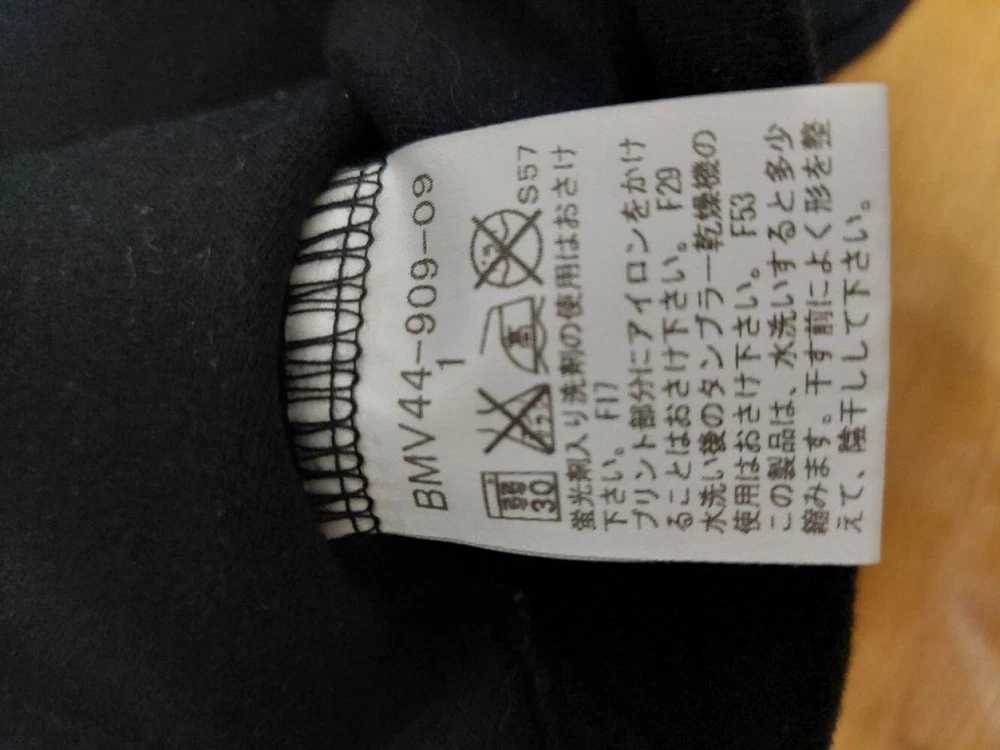 BMV44-909-09
1
弱
30
高
S57
蛍光剤入り洗剤の使用はおさけ
下さい。 F17
プリント部分にアイロンをかけ
ることはおさけ下さい。 F29
水洗い後のタンブラー乾燥機の
使用はおさけ下さい。 F53
この製品は、水洗いすると多少
縮みます。干す前によく形を整
えて、陰干しして下さい。